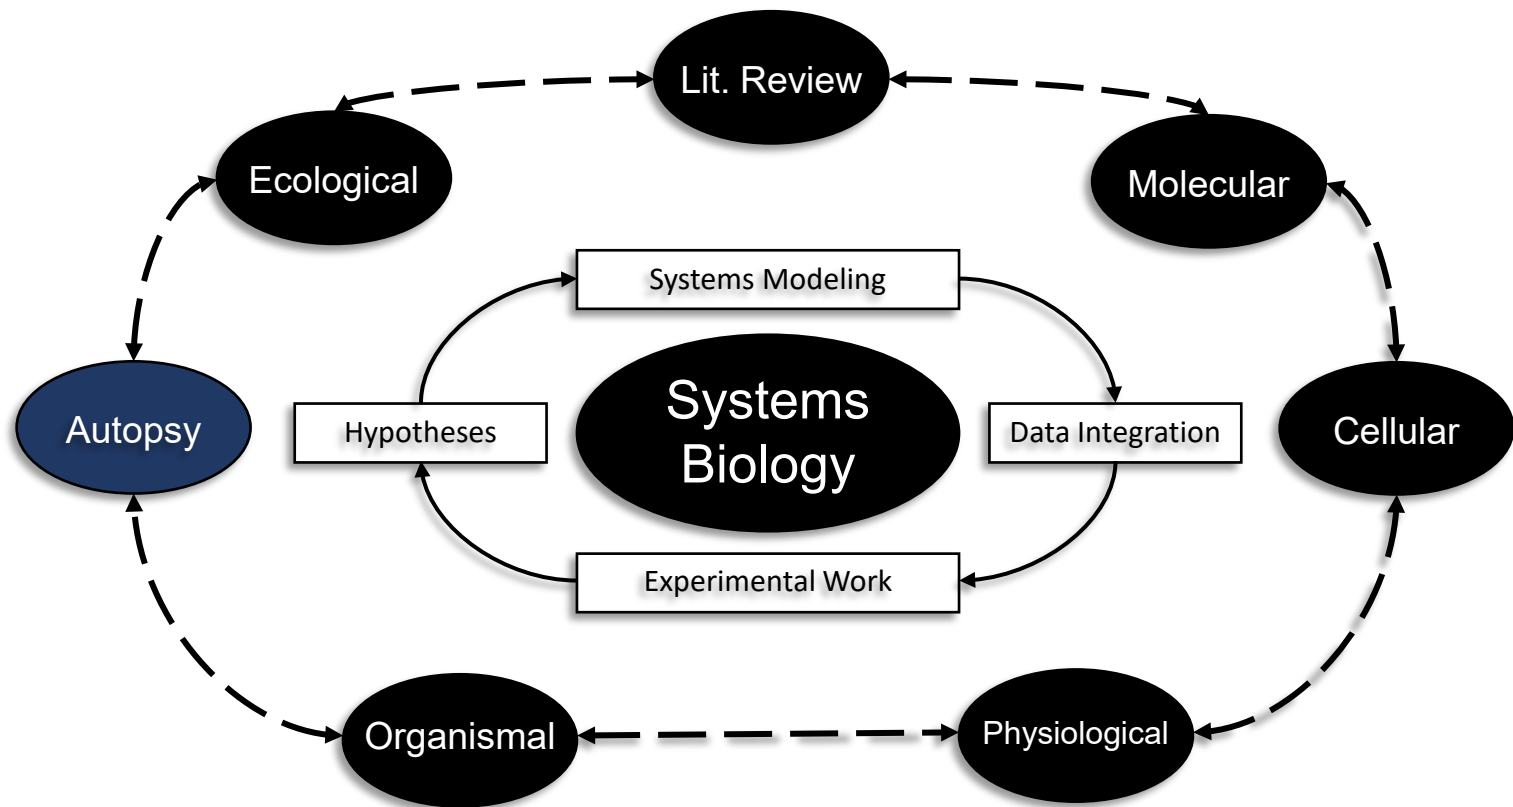 Lit. Review
Ecological
Molecular
Systems Modeling
Autopsy
Hypotheses
Systems
Biology
Data Integration
Cellular
Experimental Work
Organismal
Physiological